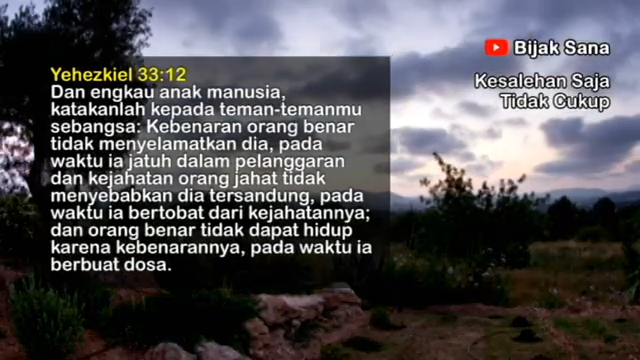 Yehezkiel 33:12
Dan engkau anak manusia,
katakanlah kepada teman-temanmu
sebangsa: Kebenaran orang benar
tidak menyelamatkan dia, pada
waktu ia jatuh dalam pelanggaran
dan kejahatan orang jahat tidak
menyebabkan dia tersandung, pada
waktu ia bertobat dari kejahatannya;
dan orang benar tidak dapat hidup
karena kebenarannya, pada waktu ia
berbuat dosa.
Bijak Sana
Kesalehan Saja
Tidak Cukup